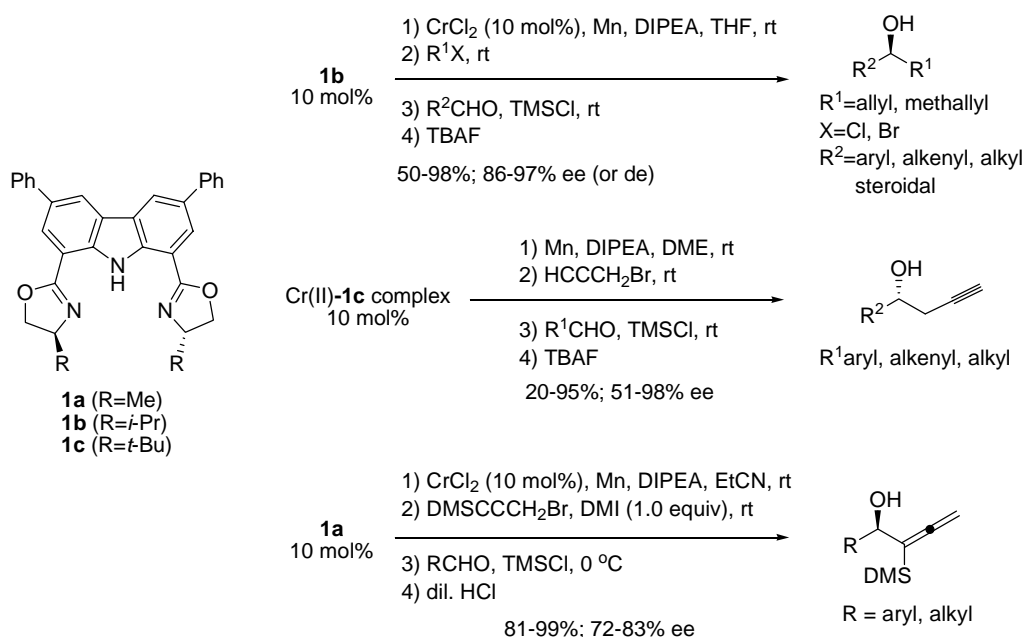 1) CrCl2 (10 mol%), Mn, DIPEA, THF, rt
2) R1X, rt
1b
10 mol%
3) R2CHO, TMSCl, rt
4) TBAF
50-98%; 86-97% ee (or de)
OH
R2 R1
R1=allyl, methallyl
X=Cl, Br
R2=aryl, alkenyl, alkyl
steroidal
Ph Ph
N
H
O O
N N
R R
1a (R=Me)
1b (R=i-Pr)
1c (R=t-Bu)
1) Mn, DIPEA, DME, rt
2) HCCCH2Br, rt
Cr(II)-1c complex
10 mol%
3) R1CHO, TMSCl, rt
4) TBAF
20-95%; 51-98% ee
OH
R2
R1aryl, alkenyl, alkyl
1) CrCl2 (10 mol%), Mn, DIPEA, EtCN, rt
2) DMSCCCH2Br, DMI (1.0 equiv), rt
1a
10 mol%
3) RCHO, TMSCl, 0 oC
4) dil. HCl
81-99%; 72-83% ee
OH
R
DMS
R = aryl, alkyl